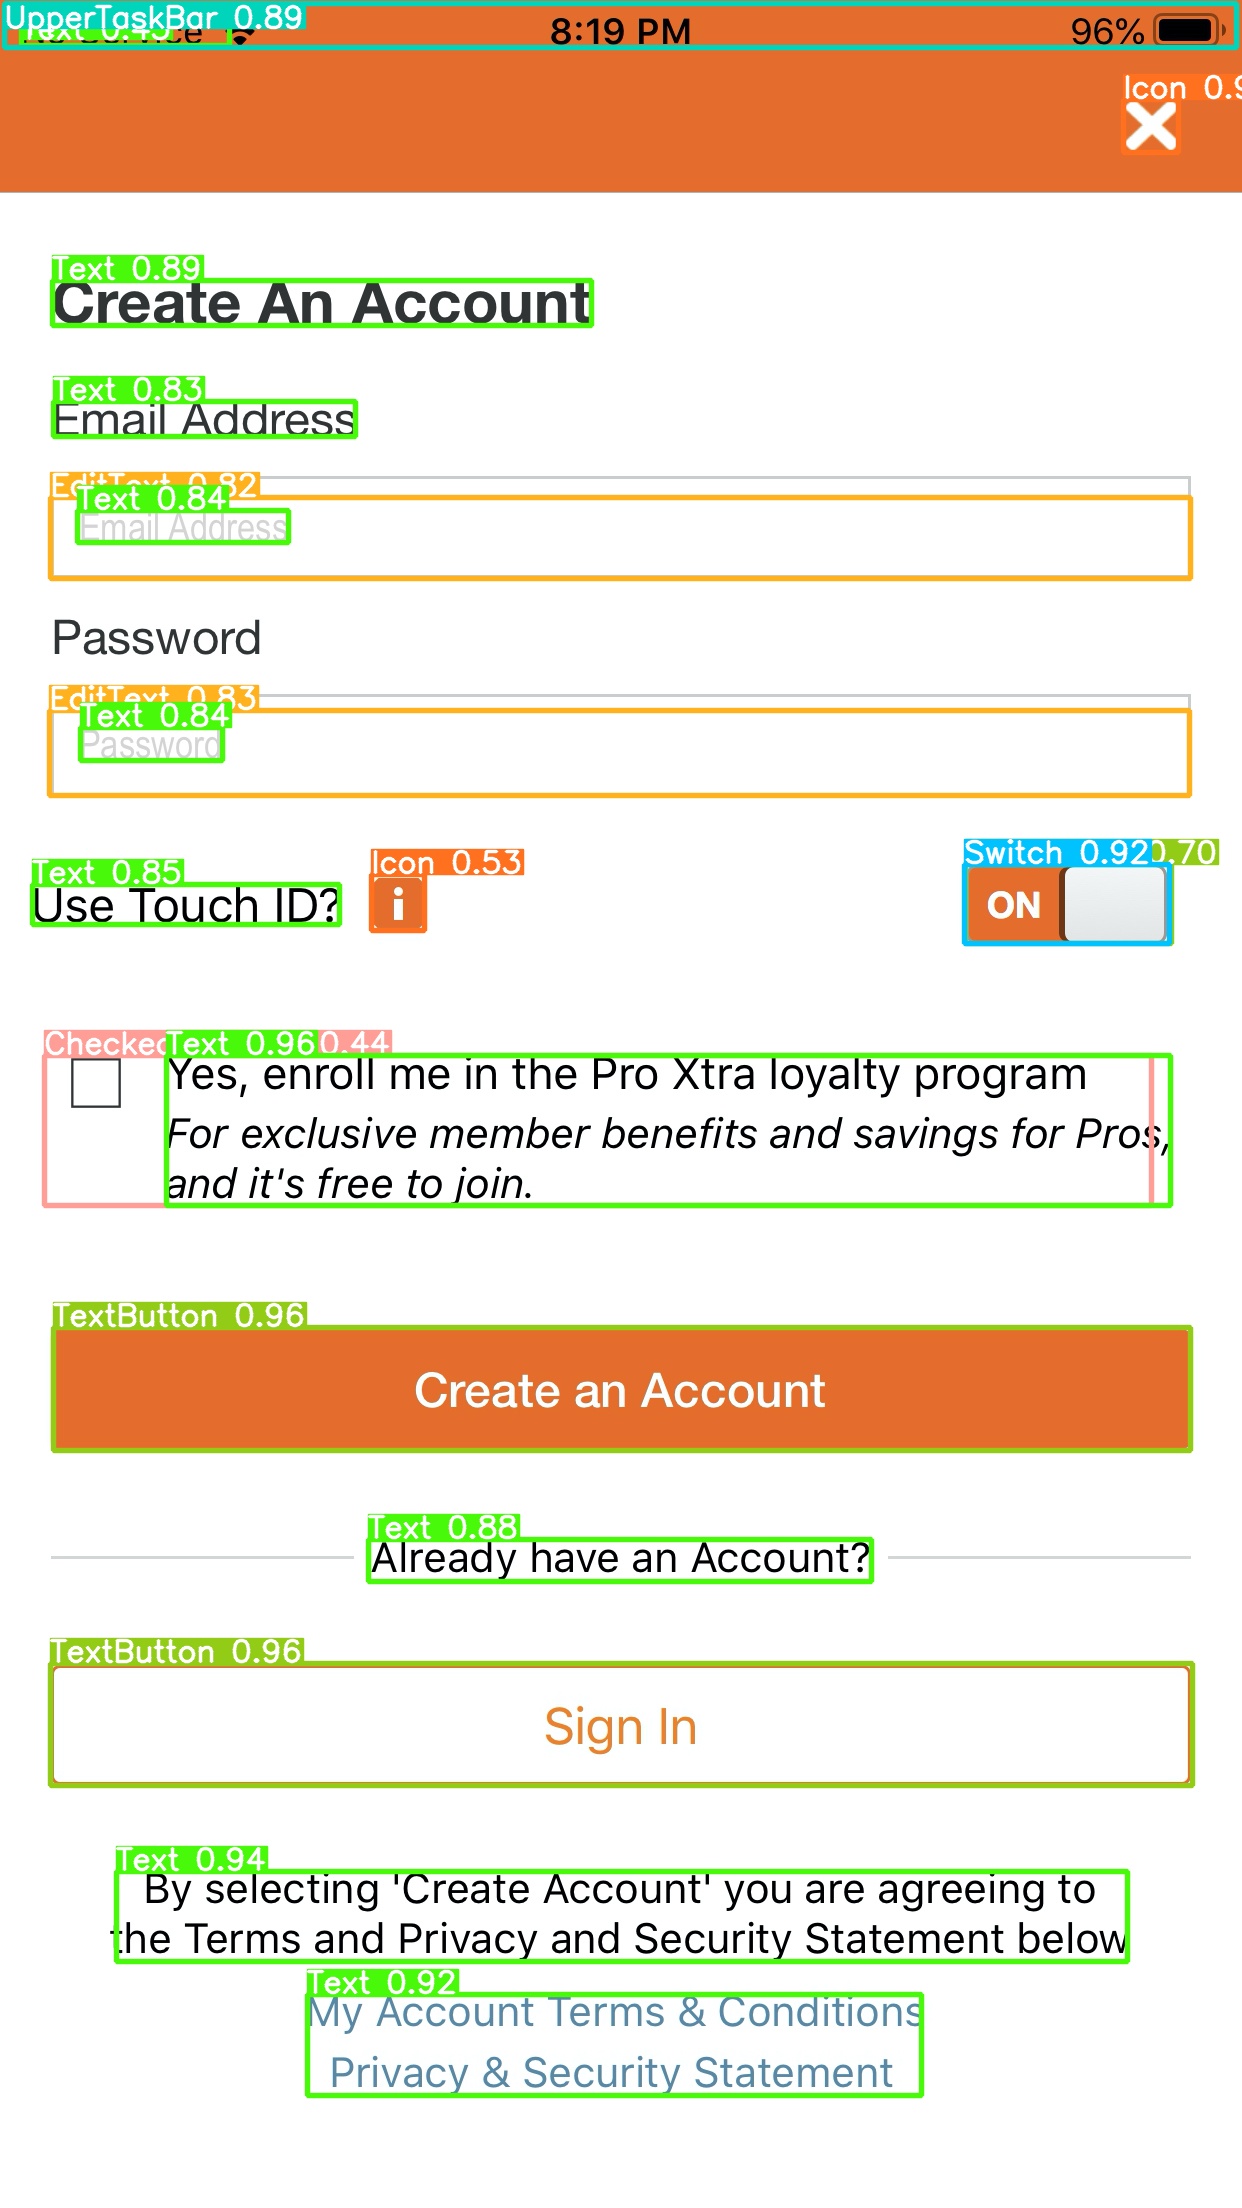 UpperTaskBar 0.89
8:19 PM
96%
Icon 0.9
Text 0.89
Create An Account
Text 0.83
Email Address
EditText 0.82
Text 0.84
Email Address
Password
EditText 0.83
Text 0.84
Password
Text 0.85
Icon 0.53
Switch 0.92
0.70
Use Touch ID?
i
ON
Checked
Text 0.96
0.44
Yes, enroll me in the Pro Xtra loyalty program
For exclusive member benefits and savings for Pros,
and it's free to join.
TextButton 0.96
Create an Account
Text 0.88
Already have an Account?
TextButton 0.96
Sign In
Text 0.94
By selecting 'Create Account' you are agreeing to
the Terms and Privacy and Security Statement below
Text 0.92
My Account Terms & Conditions
Privacy & Security Statement